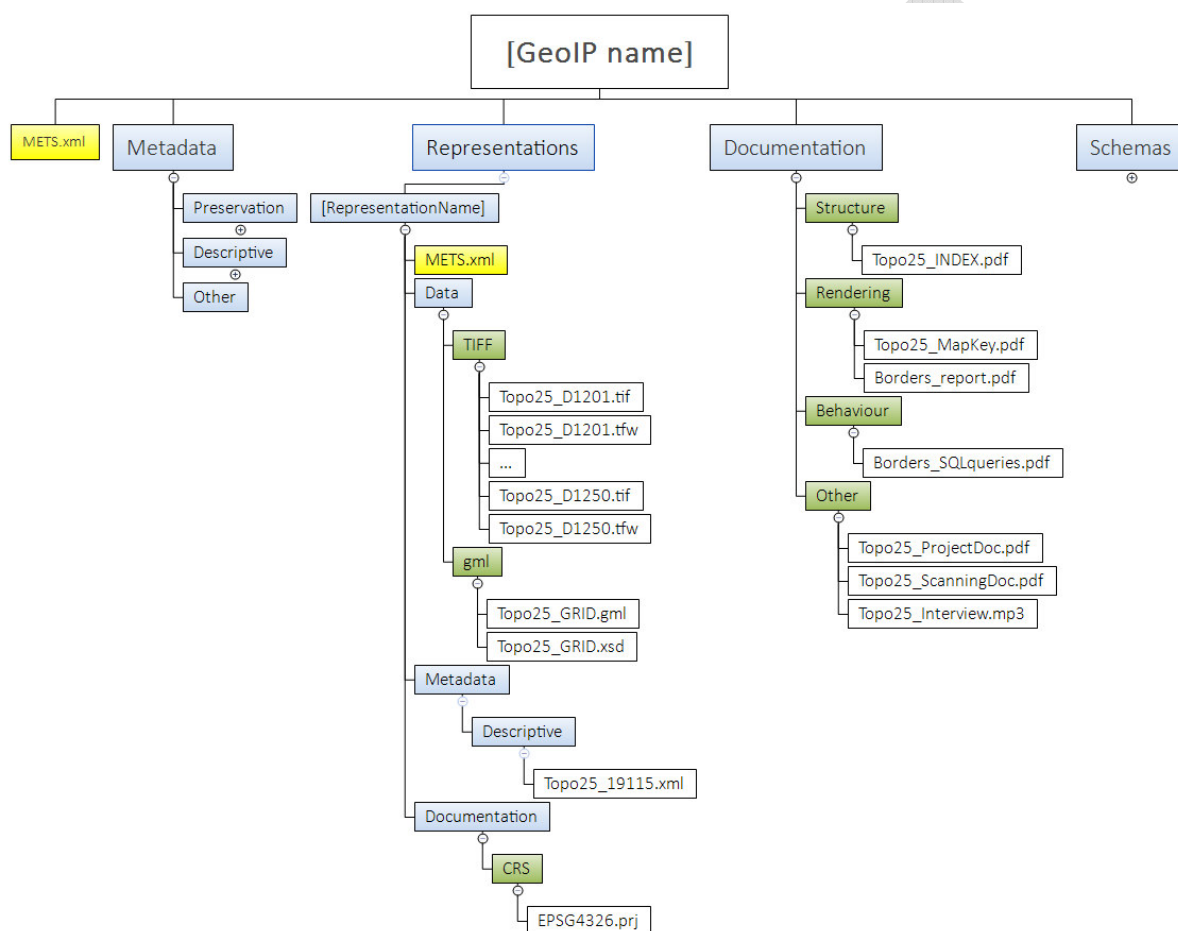 [GeoIP name]
METS.xml
Metadata
Preservation
Descriptive
Other
Representations
[RepresentationName]
METS.xml
Data
TIFF
Topo25_D1201.tif
Topo25_D1201.tfw
...
Topo25_D1250.tif
Topo25_D1250.tfw
gml
Topo25_GRID.gml
Topo25_GRID.xsd
Metadata
Descriptive
Topo25_19115.xml
Documentation
CRS
EPSG4326.prj
Documentation
Structure
Topo25_INDEX.pdf
Rendering
Topo25_MapKey.pdf
Borders_report.pdf
Behaviour
Borders_SQLqueries.pdf
Other
Topo25_ProjectDoc.pdf
Topo25_ScanningDoc.pdf
Topo25_Interview.mp3
Schemas